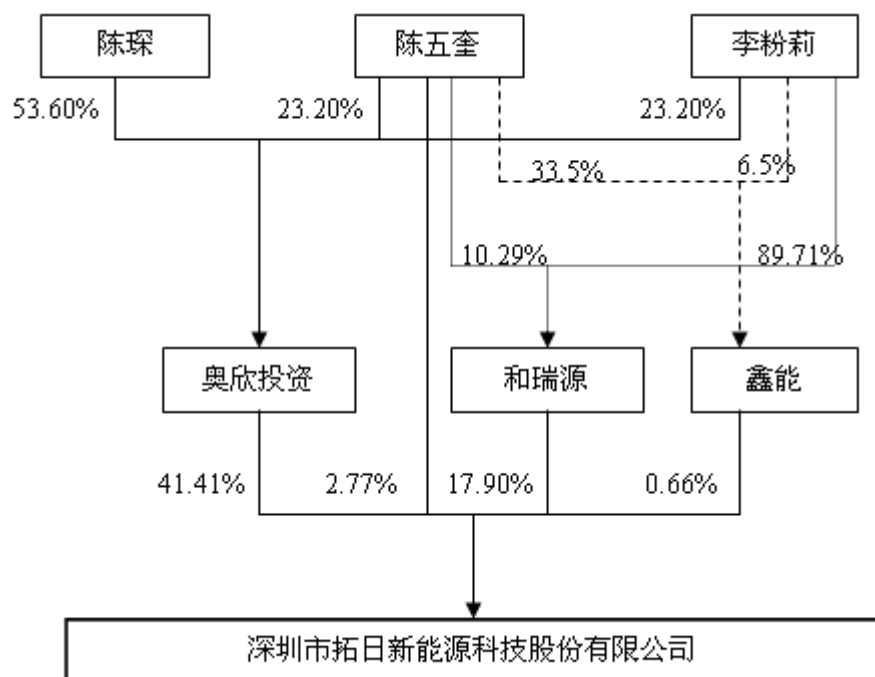 陈琛 陈五奎 李粉莉
53.60% 23.20% 23.20%
33.5% 6.5%
10.29% 89.71%
奥欣投资 和瑞源 鑫能
41.41% 2.77% 17.90% 0.66%
深圳市拓日新能源科技股份有限公司